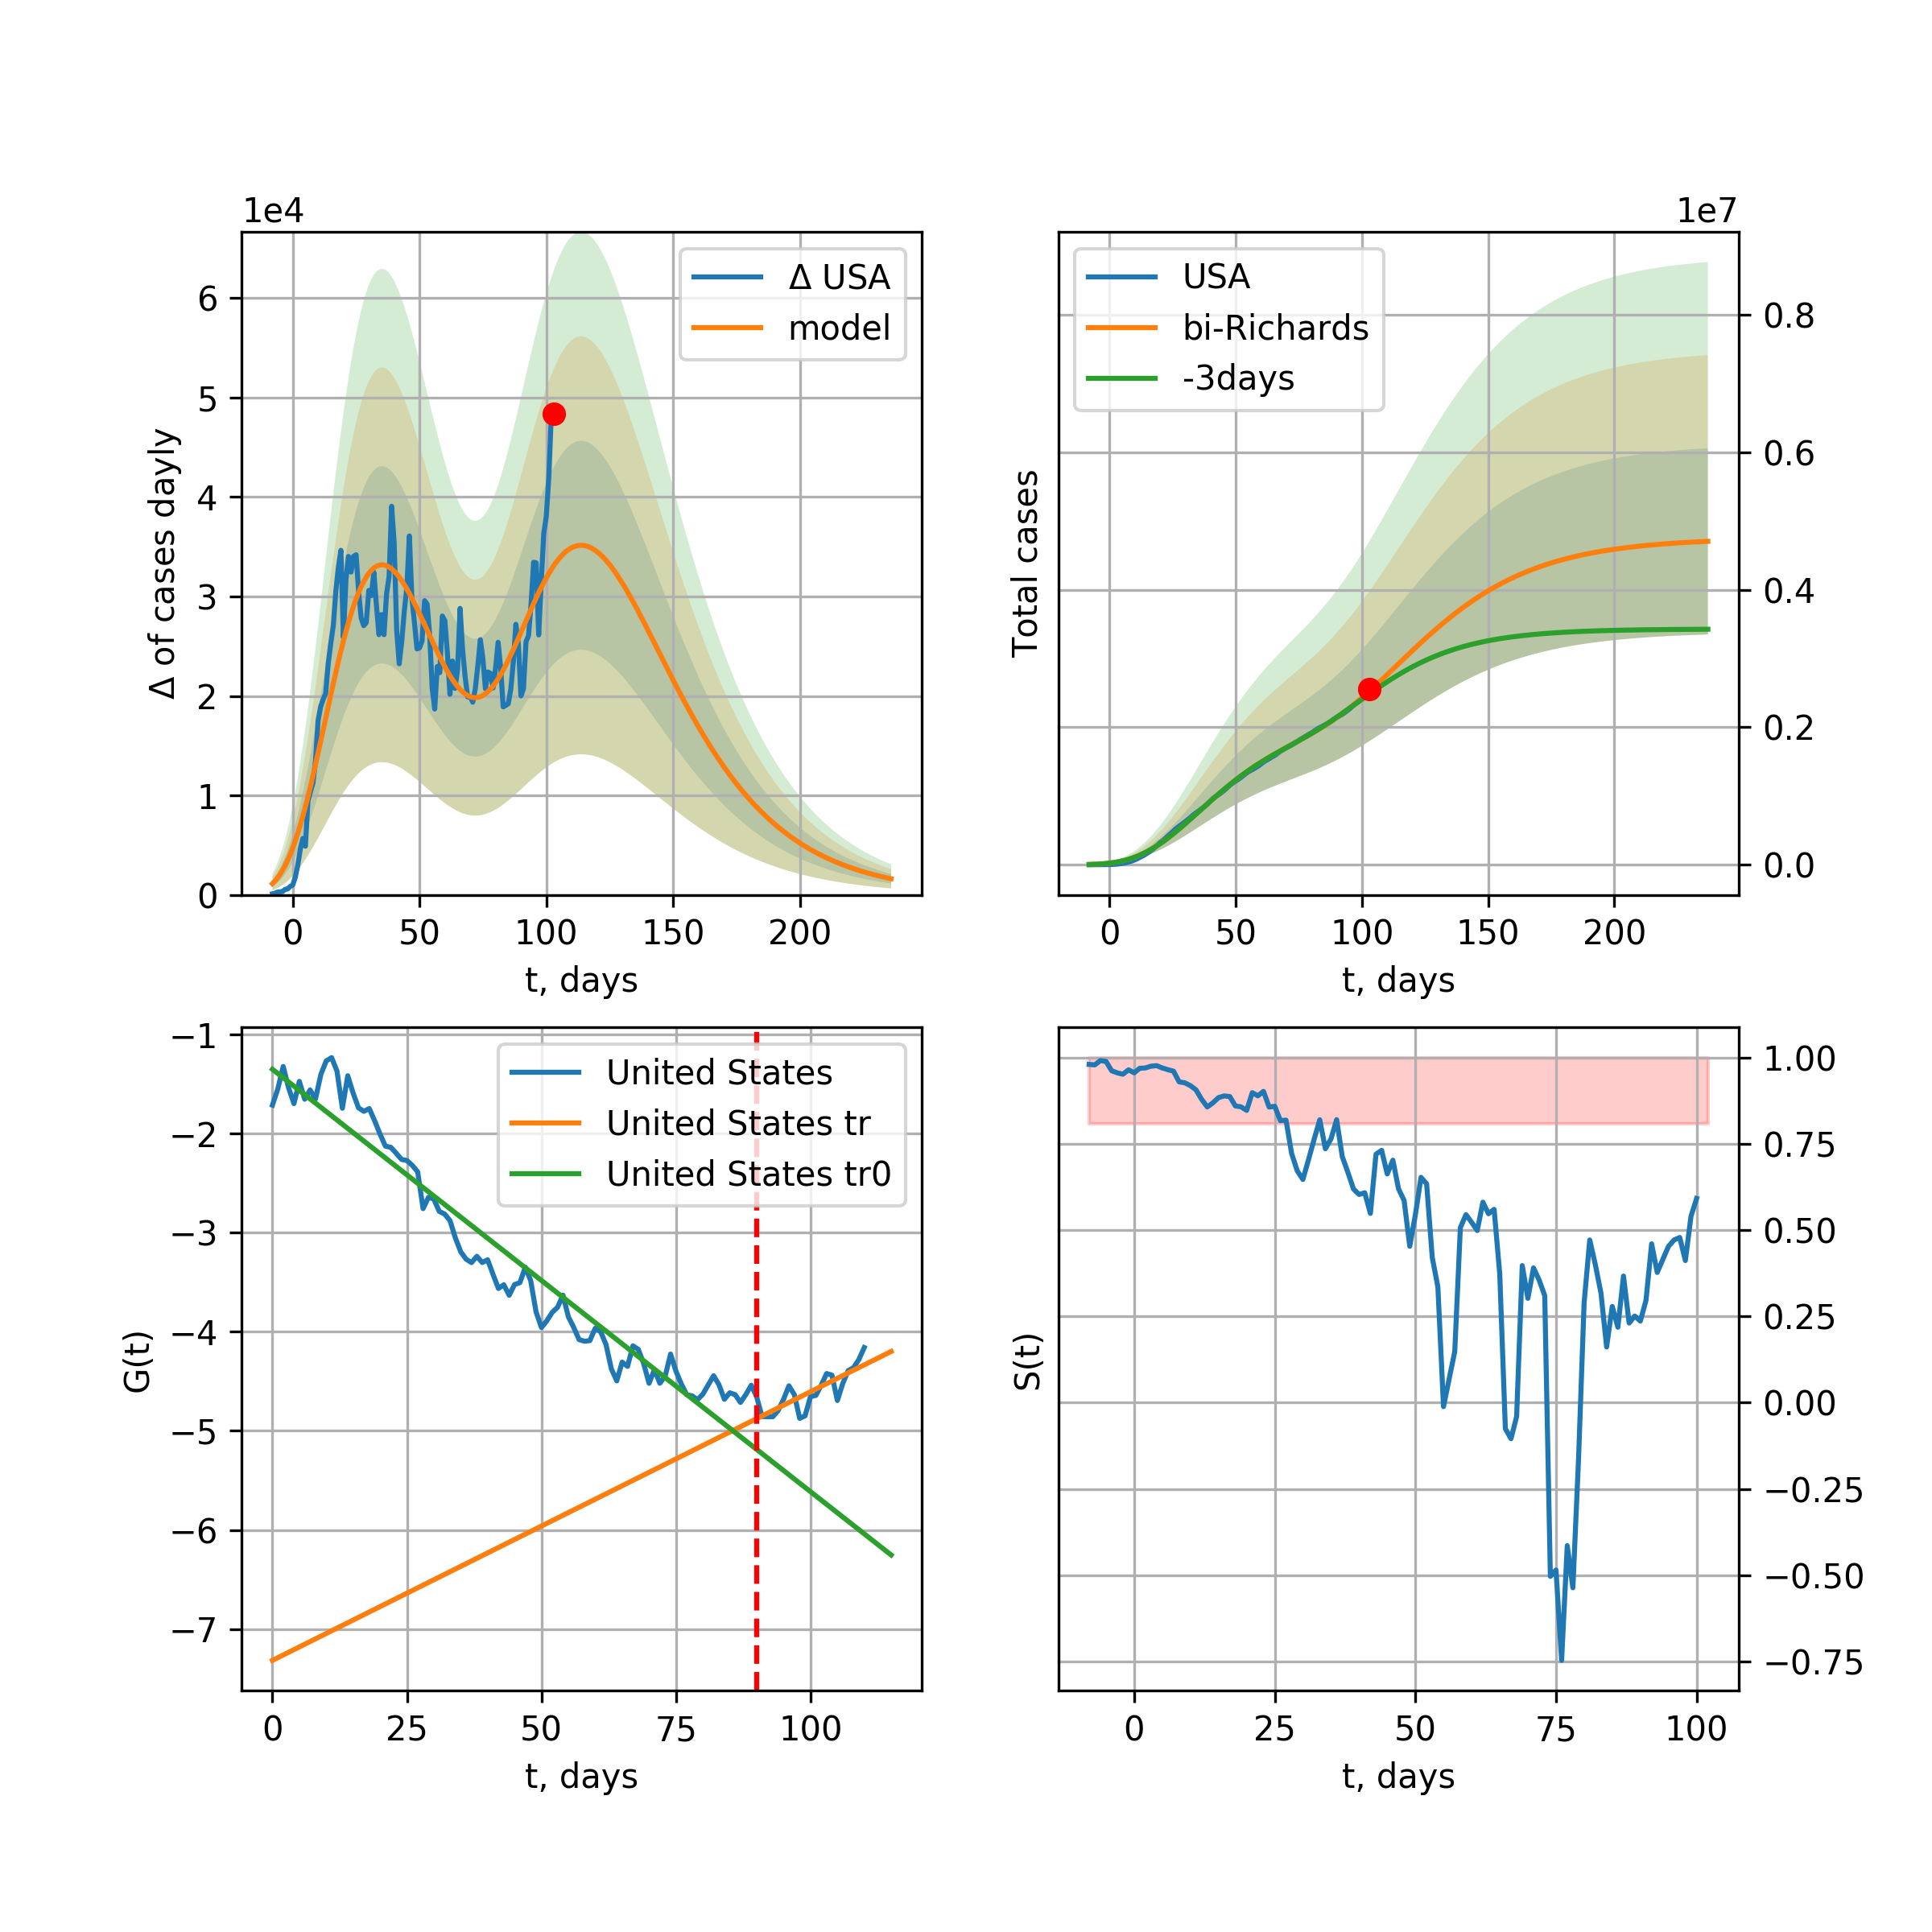 1e4
Δ USA
model
6
5
4
3
2
1
0
Δ of cases dayly
0 50 100 150 200
t, days
1e7
USA
bi-Richards
-3days
0.8
0.6
0.4
0.2
0.0
Total cases
0 50 100 150 200
t, days
United States
United States tr
United States tr0
−1
−2
−3
−4
−5
−6
−7
G(t)
0 25 50 75 100
t, days
1.00
0.75
0.50
0.25
0.00
−0.25
−0.50
−0.75
S(t)
0 25 50 75 100
t, days